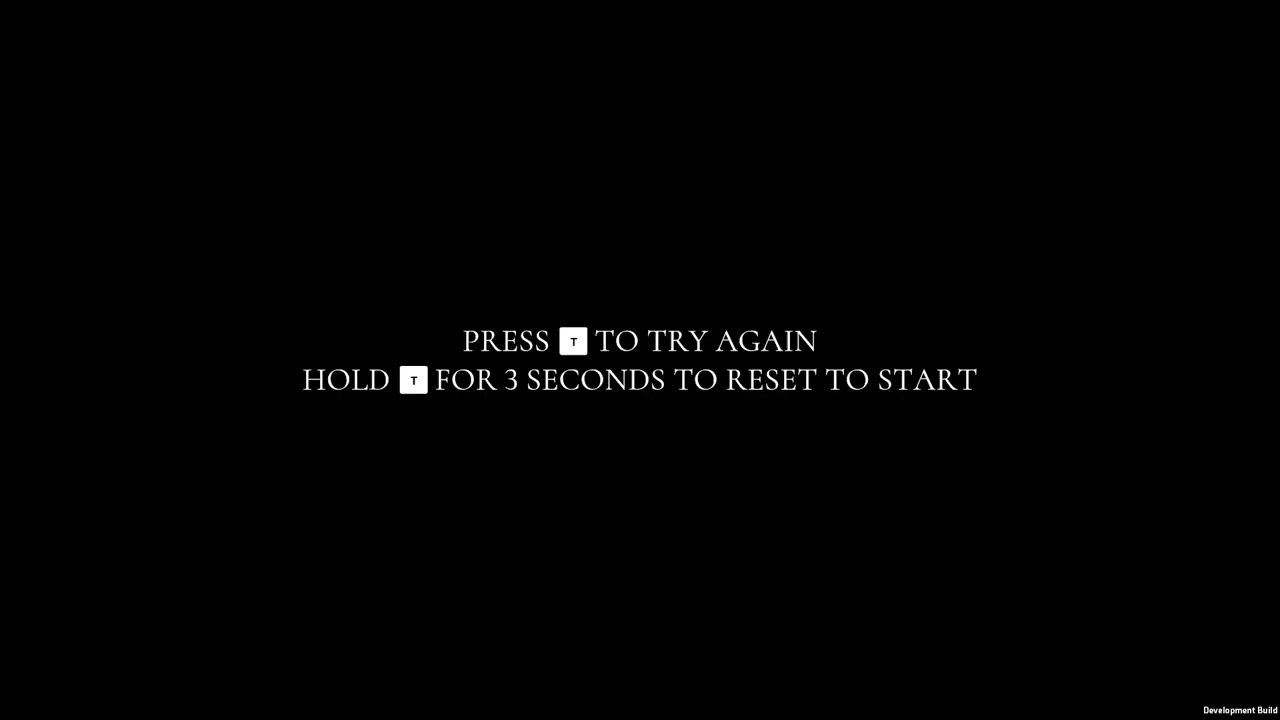 PRESS T TO TRY AGAIN
HOLD T FOR 3 SECONDS TO RESET TO START
Development Build